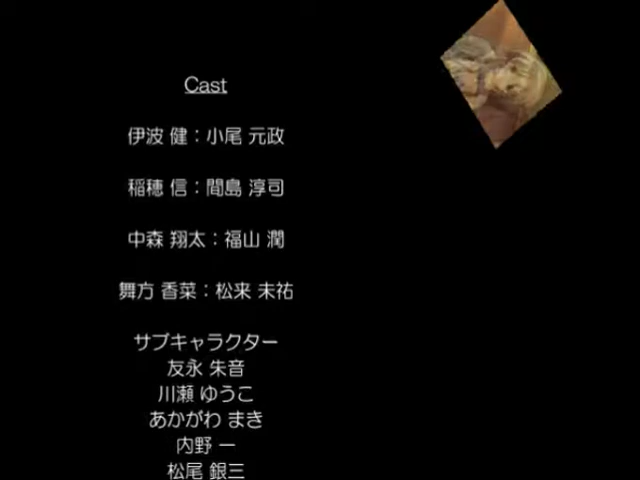 Cast
伊波 健：小尾 元政
稲穂 信：間島 淳司
中森 翔太：福山 潤
舞方 香菜：松来 未祐
サブキャラクター
友永 朱音
川瀬 ゆうこ
あかがわ まき
内野 一
松尾 銀三